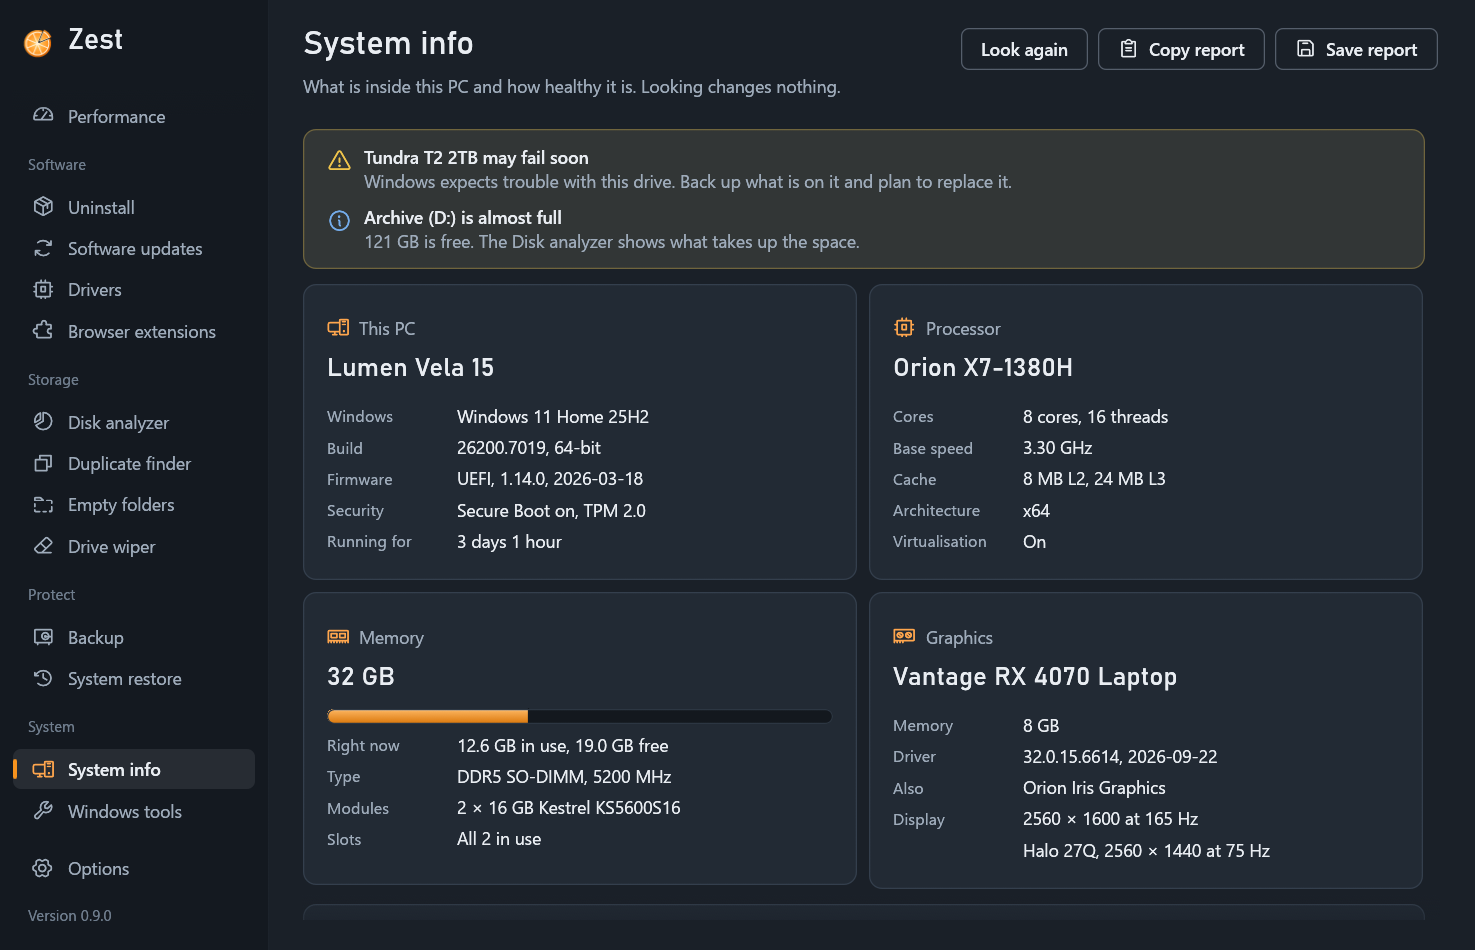 Zest
Performance
Software
Uninstall
Software updates
Drivers
Browser extensions
Storage
Disk analyzer
Duplicate finder
Empty folders
Drive wiper
Protect
Backup
System restore
System
System info
Windows tools
Options
Version 0.9.0
System info
What is inside this PC and how healthy it is. Looking changes nothing.
Look again
Copy report
Save report
Tundra T2 2TB may fail soon
Windows expects trouble with this drive. Back up what is on it and plan to replace it.
Archive (D:) is almost full
121 GB is free. The Disk analyzer shows what takes up the space.
This PC
Lumen Vela 15
Windows Windows 11 Home 25H2
Build 26200.7019, 64-bit
Firmware UEFI, 1.14.0, 2026-03-18
Security Secure Boot on, TPM 2.0
Running for 3 days 1 hour
Processor
Orion X7-1380H
Cores 8 cores, 16 threads
Base speed 3.30 GHz
Cache 8 MB L2, 24 MB L3
Architecture x64
Virtualisation On
Memory
32 GB
Right now 12.6 GB in use, 19.0 GB free
Type DDR5 SO-DIMM, 5200 MHz
Modules 2 × 16 GB Kestrel KS5600S16
Slots All 2 in use
Graphics
Vantage RX 4070 Laptop
Memory 8 GB
Driver 32.0.15.6614, 2026-09-22
Also Orion Iris Graphics
Display 2560 × 1600 at 165 Hz
Halo 27Q, 2560 × 1440 at 75 Hz